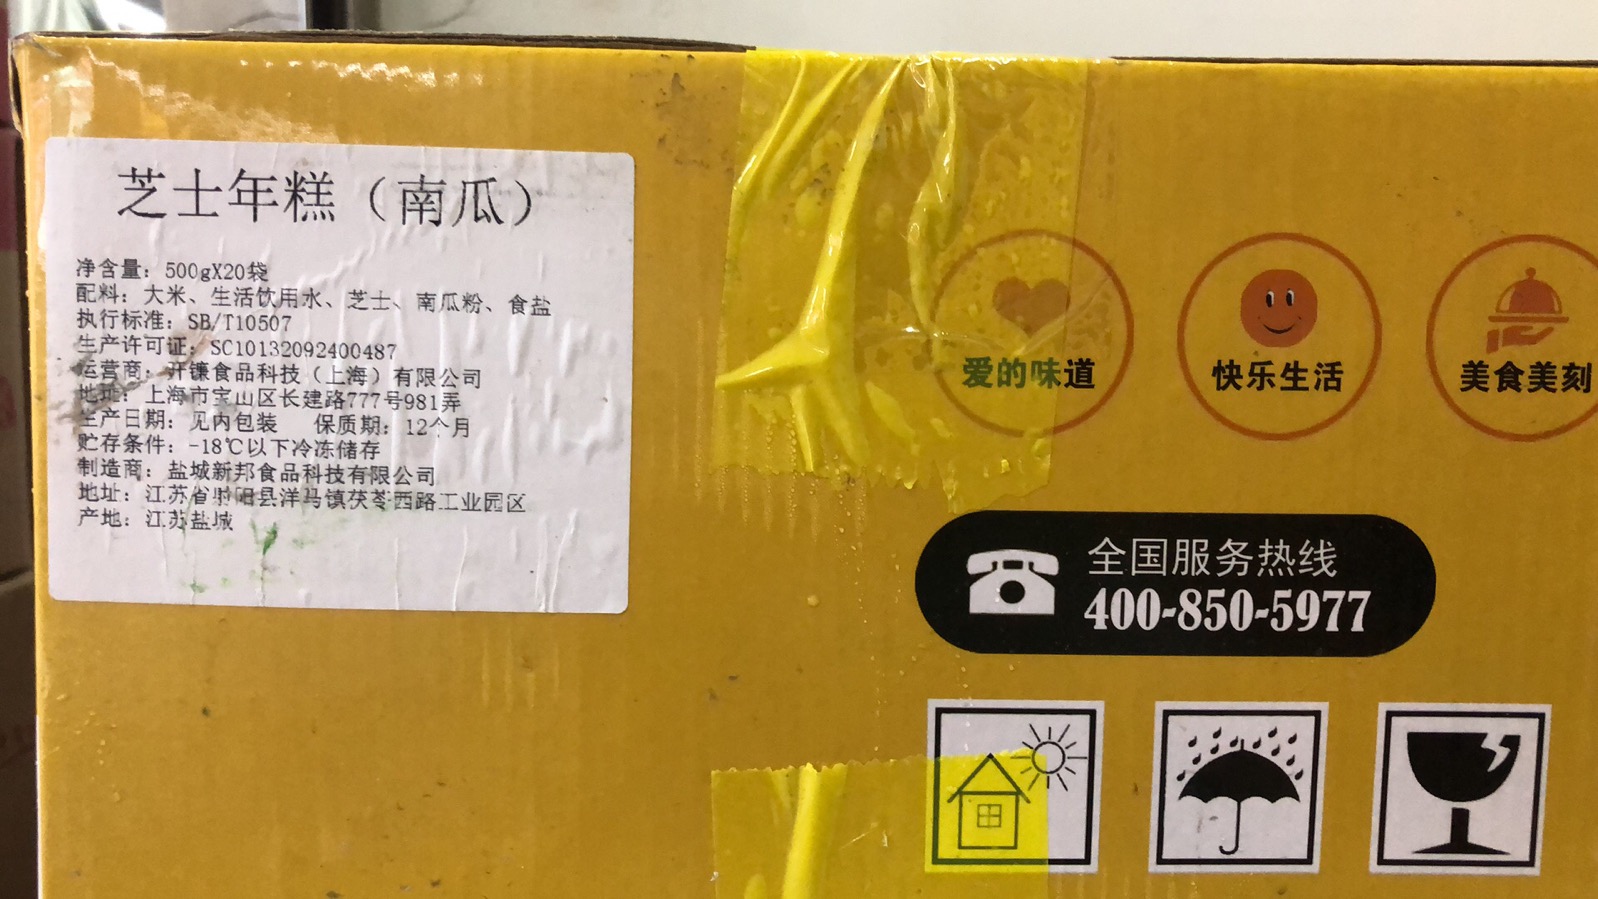 芝士年糕（南瓜）
净含量：500gX20袋
配料：大米、生活饮用水、芝士、南瓜粉、食盐
执行标准：SB/T10507
生产许可证：SC10132092400487
运营商：开镰食品科技（上海）有限公司
地址：上海市宝山区长建路777号981弄
生产日期：见内包装 保质期：12个月
贮存条件：-18℃以下冷冻储存
制造商：盐城新邦食品科技有限公司
地址：江苏省射阳县洋马镇茯苓西路工业园区
产地：江苏盐城
爱的味道
快乐生活
美食美刻
全国服务热线
400-850-5977